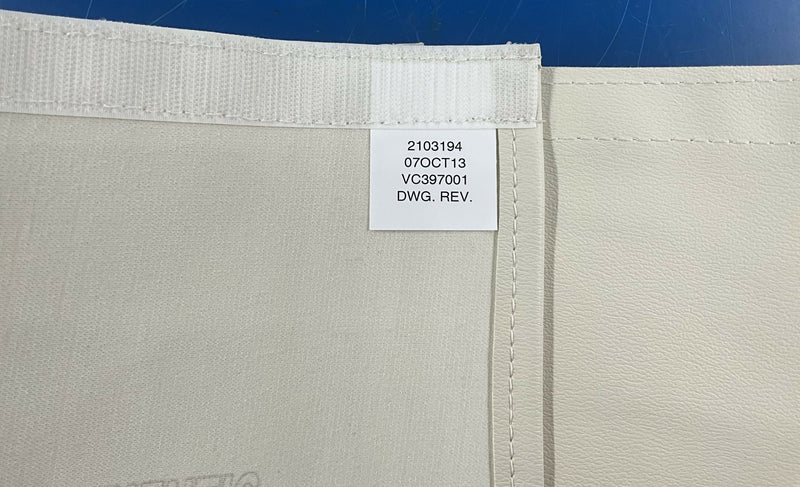 2103194
07OCT13
VC397001
DWG. REV.